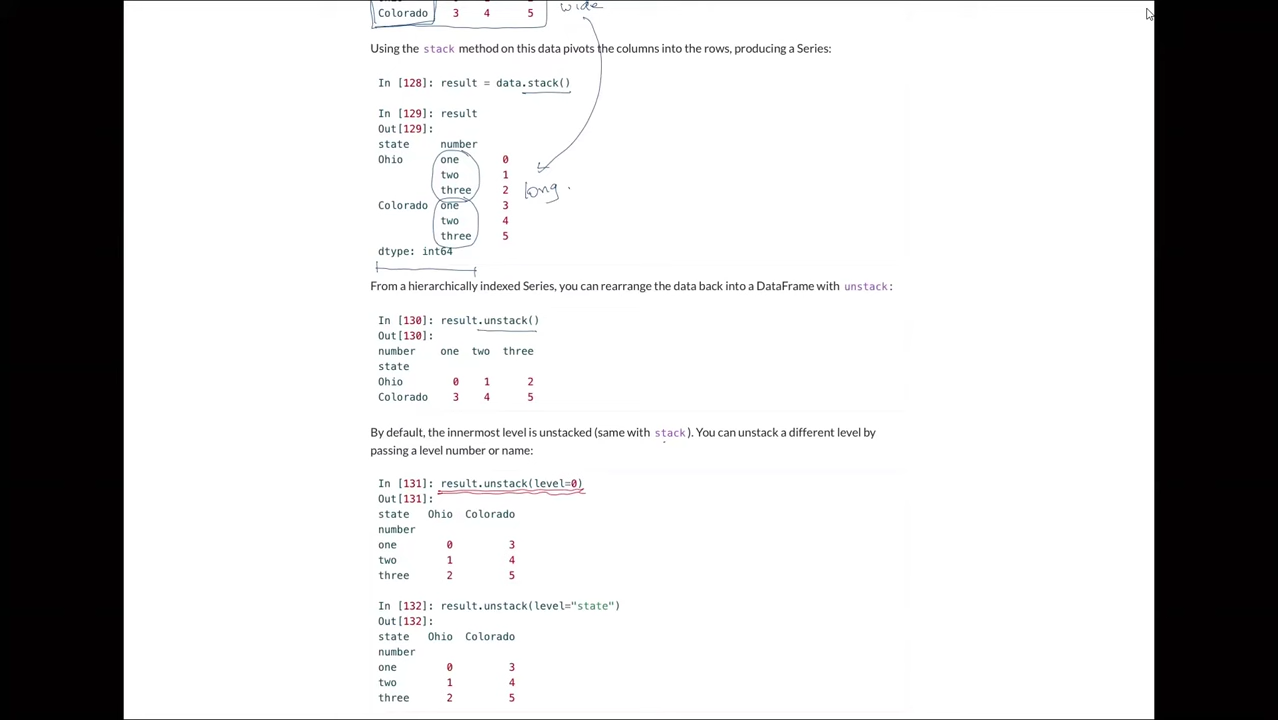 wide
Colorado 3 4 5
Using the stack method on this data pivots the columns into the rows, producing a Series:
In [128]: result = data.stack()
In [129]: result
Out[129]:
state number
Ohio one 0
two 1
three 2
long.
Colorado one 3
two 4
three 5
dtype: int64
From a hierarchically indexed Series, you can rearrange the data back into a DataFrame with unstack:
In [130]: result.unstack()
Out[130]:
number one two three
state
Ohio 0 1 2
Colorado 3 4 5
By default, the innermost level is unstacked (same with stack). You can unstack a different level by
passing a level number or name:
In [131]: result.unstack(level=0)
Out[131]:
state Ohio Colorado
number
one 0 3
two 1 4
three 2 5
In [132]: result.unstack(level="state")
Out[132]:
state Ohio Colorado
number
one 0 3
two 1 4
three 2 5